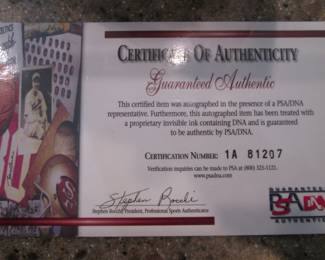 CERTIFICATE OF AUTHENTICITY
Guaranteed Authentic
This certified item was autographed in the presence of a PSA/DNA
representative. Furthermore, this autographed item has been treated with
a proprietary invisible ink containing DNA and is guaranteed
to be authentic by PSA/DNA.
CERTIFICATION NUMBER: 1A 81207
Verification inquiries can be made to PSA at (800) 325-1121.
www.psadna.com
Stephen Rocchi
Stephen Rocchi President, Professional Sports Authenticator
PSA DNA